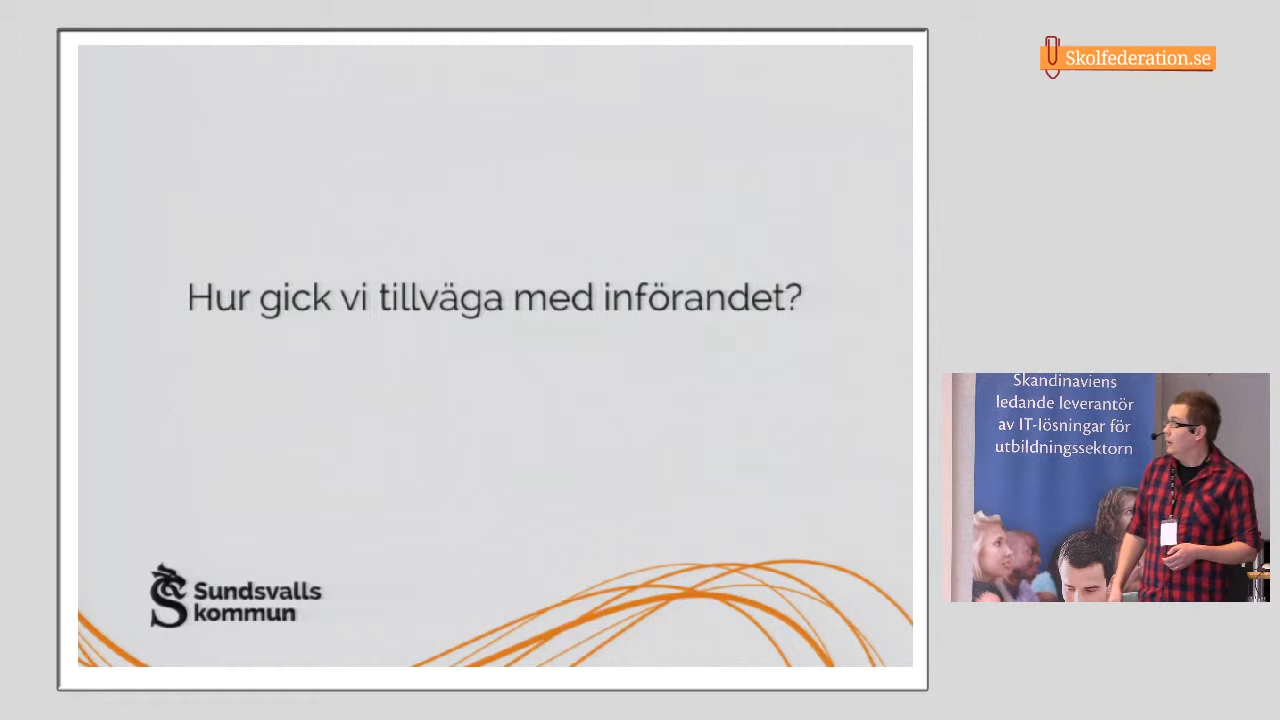 Skolfederation.se
Hur gick vi tillväga med införandet?
Sundsvalls
kommun
Skandinaviens
ledande leverantör
av IT-lösningar för
utbildningssektorn